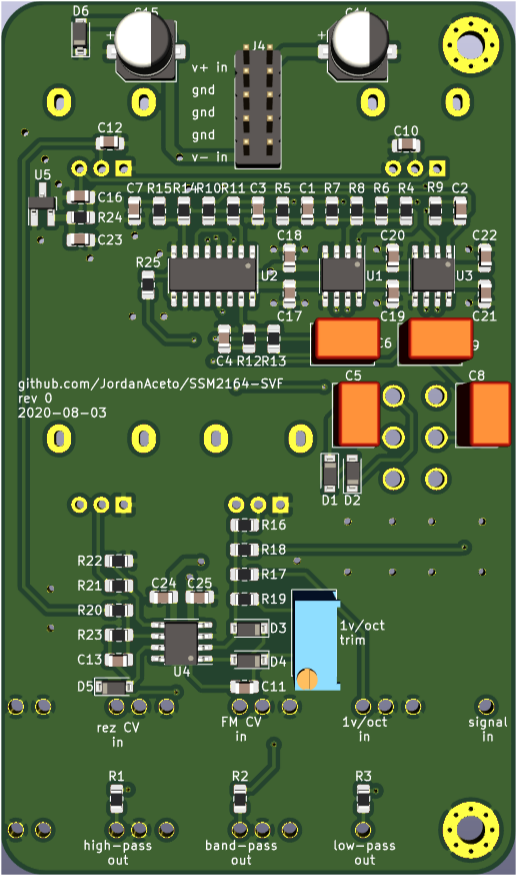 D6
C15
J4
v+ in
gnd
gnd
gnd
v- in
C12
C10
U5
C16
R24
C23
C7 R15 R14 R10 R11 C3 R5 C1 R7 R8 R6 R4 R9 C2
C18 C20 C22
R25
U2 U1 U3
C17 C19 C21
C4 R12 R13
C6
9
github.com/JordanAceto/SSM2164-SVF
rev 0
2020-08-03
C5 C8
D1 D2
R16
R18
R22
R17
R21
C24 C25
R20
R19
R23
D3
1v/oct
trim
C13
U4
D4
D5
C11
rez CV
in
FM CV
in
1v/oct
in
signal
in
R1 R2 R3
high-pass
out
band-pass
out
low-pass
out